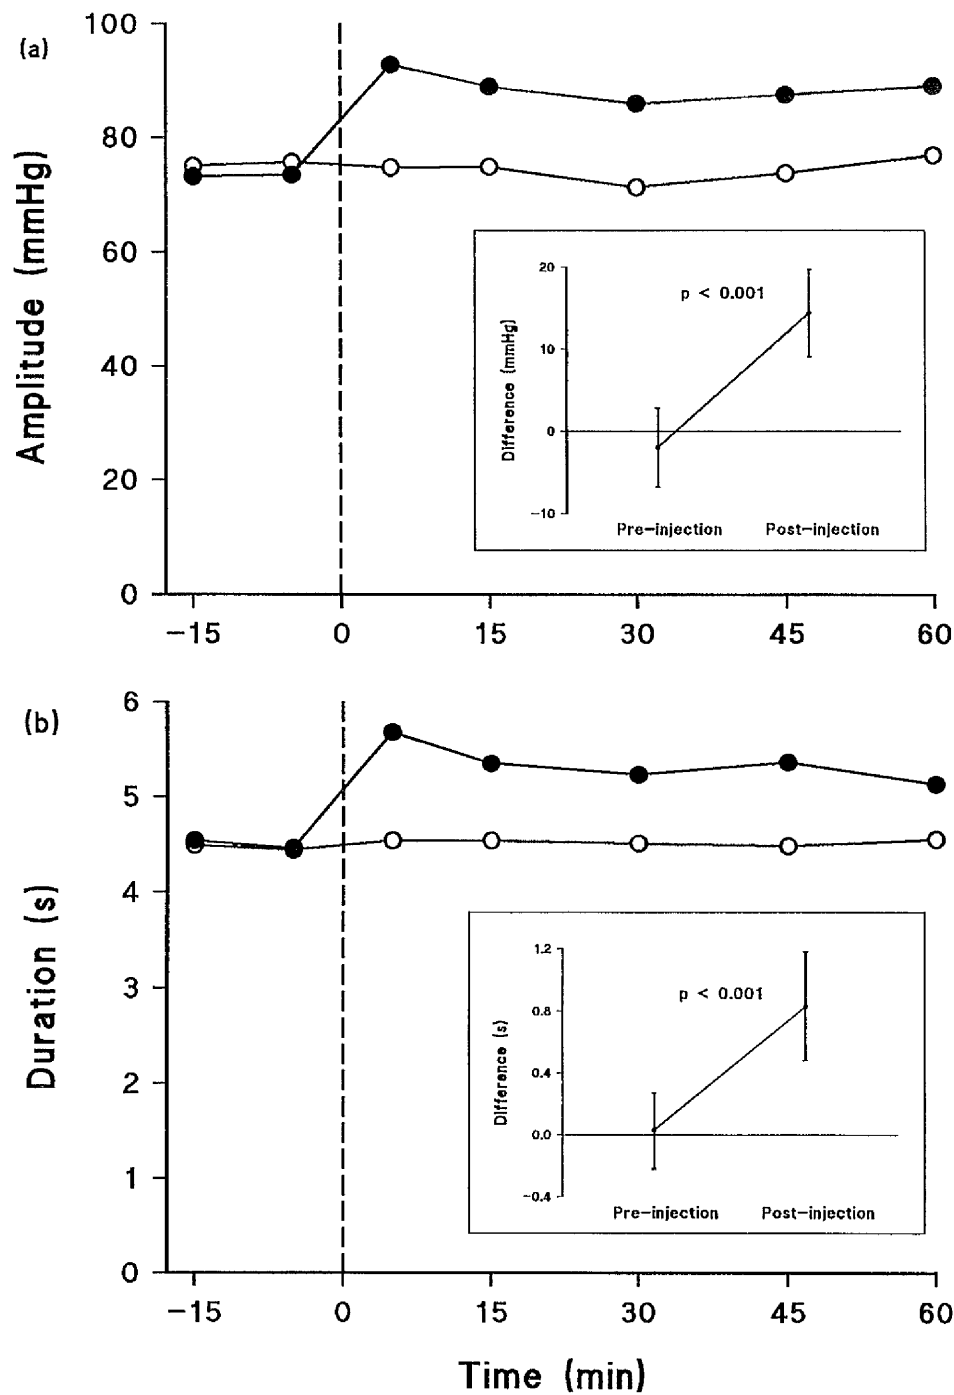 (a)
Amplitude (mmHg)
100
80
60
40
20
0
-15 0 15 30 45 60
Difference (mmHg)
20
10
0
-10
p < 0.001
Pre-injection Post-injection
(b)
Duration (s)
6
5
4
3
2
1
0
-15 0 15 30 45 60
Difference (s)
1.2
0.8
0.4
0.0
-0.4
p < 0.001
Pre-injection Post-injection
Time (min)